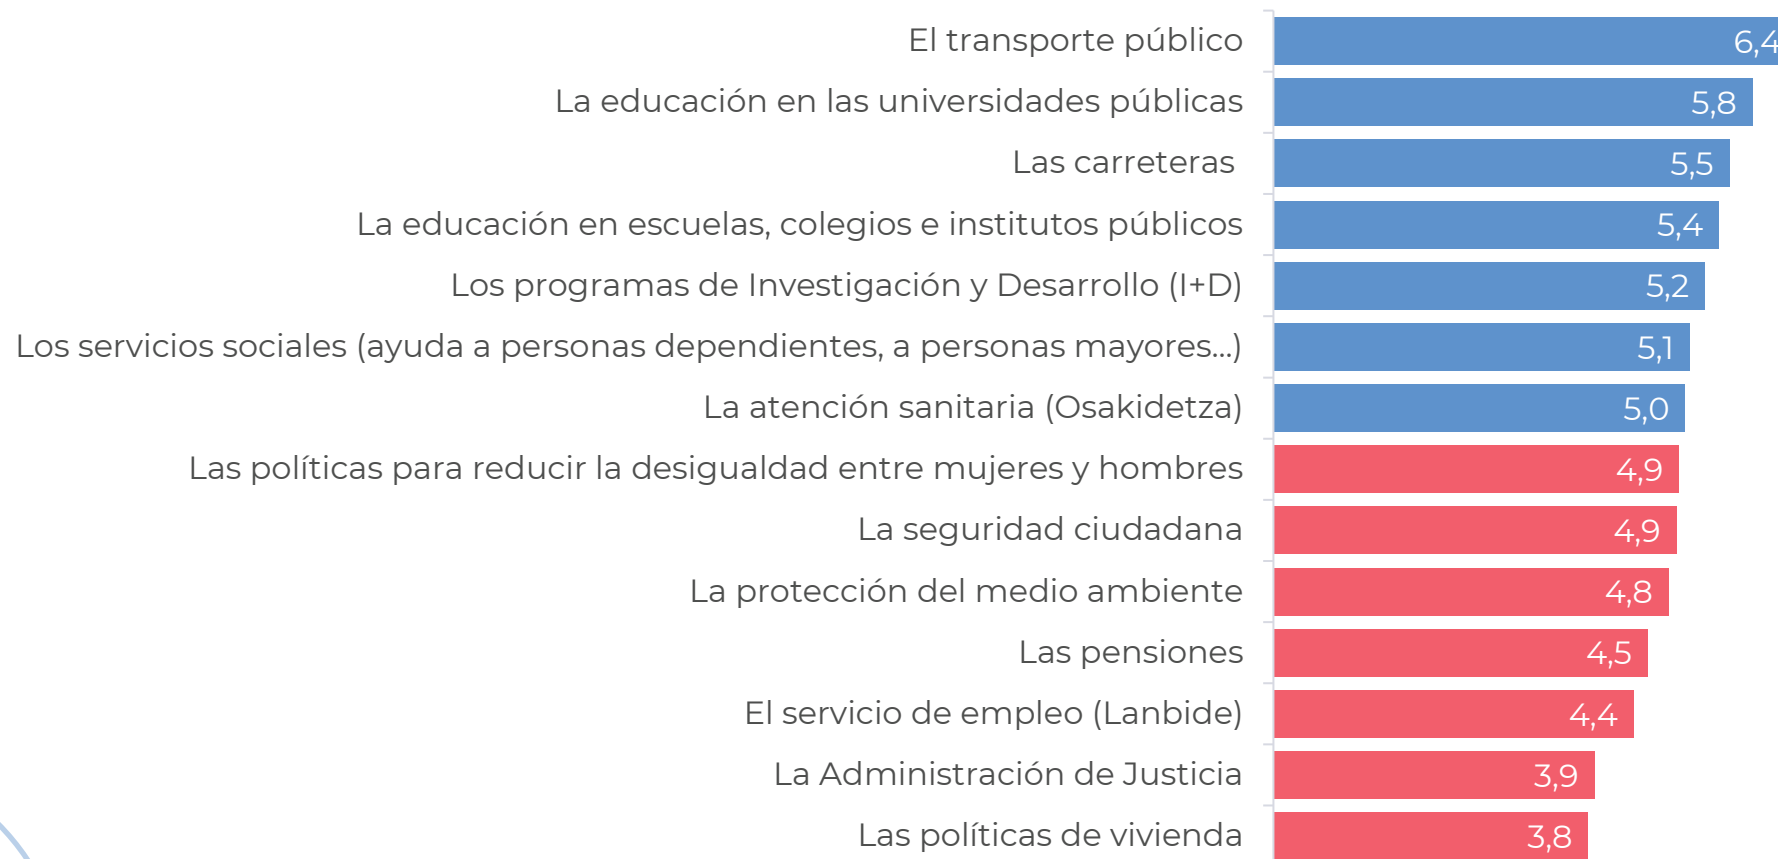 El transporte público 6,4
La educación en las universidades públicas 5,8
Las carreteras 5,5
La educación en escuelas, colegios e institutos públicos 5,4
Los programas de Investigación y Desarrollo (I+D) 5,2
Los servicios sociales (ayuda a personas dependientes, a personas mayores...) 5,1
La atención sanitaria (Osakidetza) 5,0
Las políticas para reducir la desigualdad entre mujeres y hombres 4,9
La seguridad ciudadana 4,9
La protección del medio ambiente 4,8
Las pensiones 4,5
El servicio de empleo (Lanbide) 4,4
La Administración de Justicia 3,9
Las políticas de vivienda 3,8